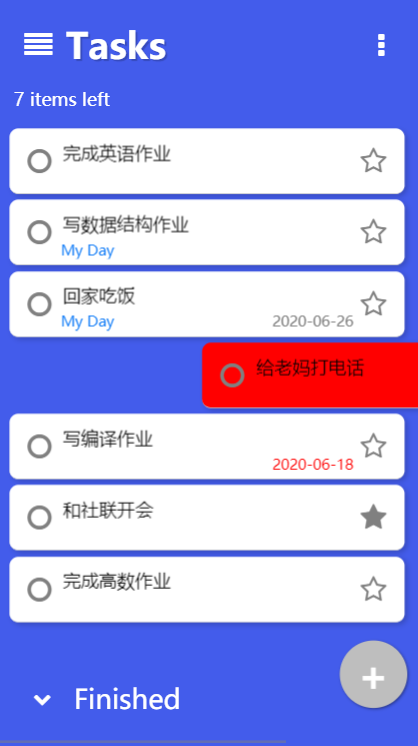 Tasks
7 items left
完成英语作业
写数据结构作业
My Day
回家吃饭
My Day
2020-06-26
给老妈打电话
写编译作业
2020-06-18
和社联开会
完成高数作业
Finished